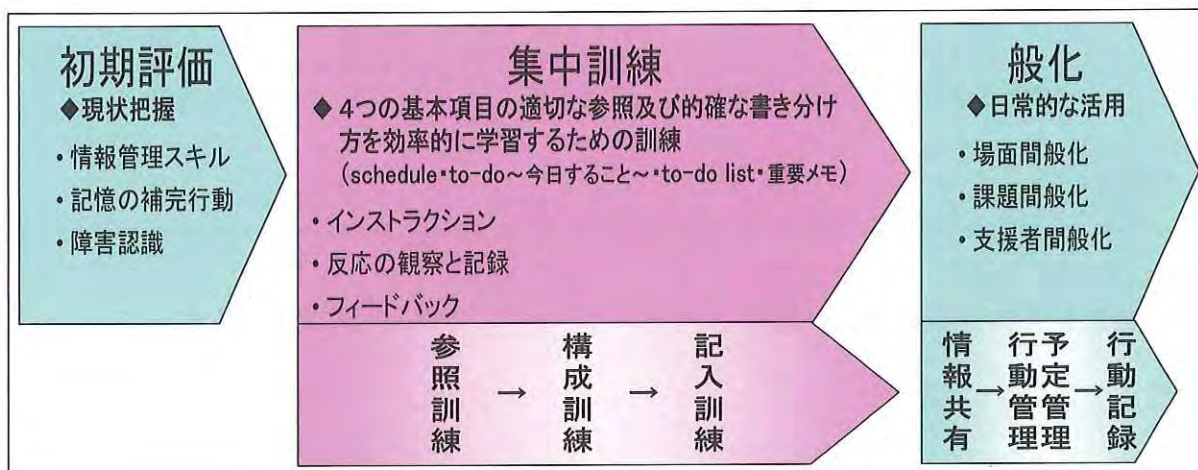 初期評価
◆現状把握
・情報管理スキル
・記憶の補完行動
・障害認識
集中訓練
◆ 4つの基本項目の適切な参照及び的確な書き分け
方を効率的に学習するための訓練
(schedule・to-do～今日すること～・to-do list・重要メモ)
・インストラクション
・反応の観察と記録
・フィードバック
参照訓練 → 構成訓練 → 記入訓練
般化
◆日常的な活用
・場面間般化
・課題間般化
・支援者間般化
情報共有 → 行動管理 予定管理 → 行動記録